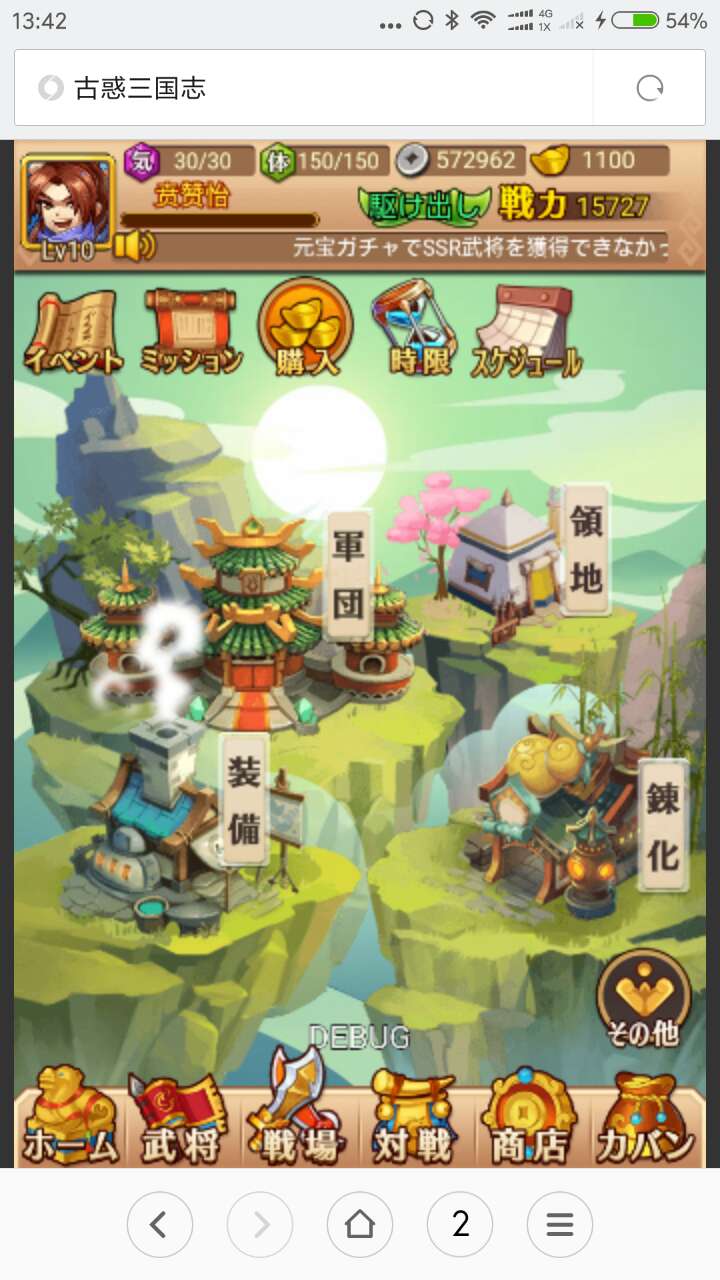 13:42
4G
1X
54%
古惑三国志
気 30/30
体 150/150
572962
1100
贲赞怡
駆け出し
戦力 15727
Lv10
元宝ガチャでSSR武将を獲得できなかっ
イベント
ミッション
購入
時限
スケジュール
軍団
領地
装備
錬化
その他
DEBUG
ホーム
武将
戦場
対戦
商店
カバン
2